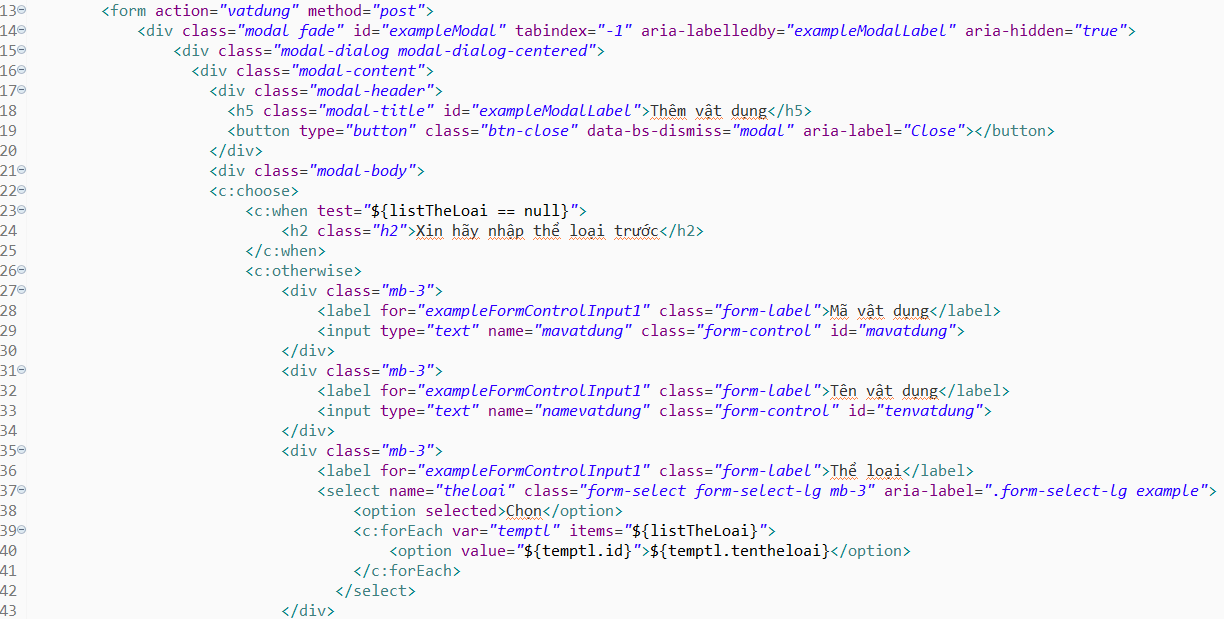 13 <form action="vatdung" method="post">
14 <div class="modal fade" id="exampleModal" tabindex="-1" aria-labelledby="exampleModalLabel" aria-hidden="true">
15 <div class="modal-dialog modal-dialog-centered">
16 <div class="modal-content">
17 <div class="modal-header">
18 <h5 class="modal-title" id="exampleModalLabel">Thêm vật dụng</h5>
19 <button type="button" class="btn-close" data-bs-dismiss="modal" aria-label="Close"></button>
20 </div>
21 <div class="modal-body">
22 <c:choose>
23 <c:when test="${listTheLoai == null}">
24 <h2 class="h2">Xin hãy nhập thể loại trước</h2>
25 </c:when>
26 <c:otherwise>
27 <div class="mb-3">
28 <label for="exampleFormControlInput1" class="form-label">Mã vật dụng</label>
29 <input type="text" name="mavatdung" class="form-control" id="mavatdung">
30 </div>
31 <div class="mb-3">
32 <label for="exampleFormControlInput1" class="form-label">Tên vật dụng</label>
33 <input type="text" name="namevatdung" class="form-control" id="tenvatdung">
34 </div>
35 <div class="mb-3">
36 <label for="exampleFormControlInput1" class="form-label">Thể loại</label>
37 <select name="theloai" class="form-select form-select-lg mb-3" aria-label=".form-select-lg example">
38 <option selected>Chọn</option>
39 <c:forEach var="temptl" items="${listTheLoai}">
40 <option value="${temptl.id}">${temptl.tentheloai}</option>
41 </c:forEach>
42 </select>
43 </div>